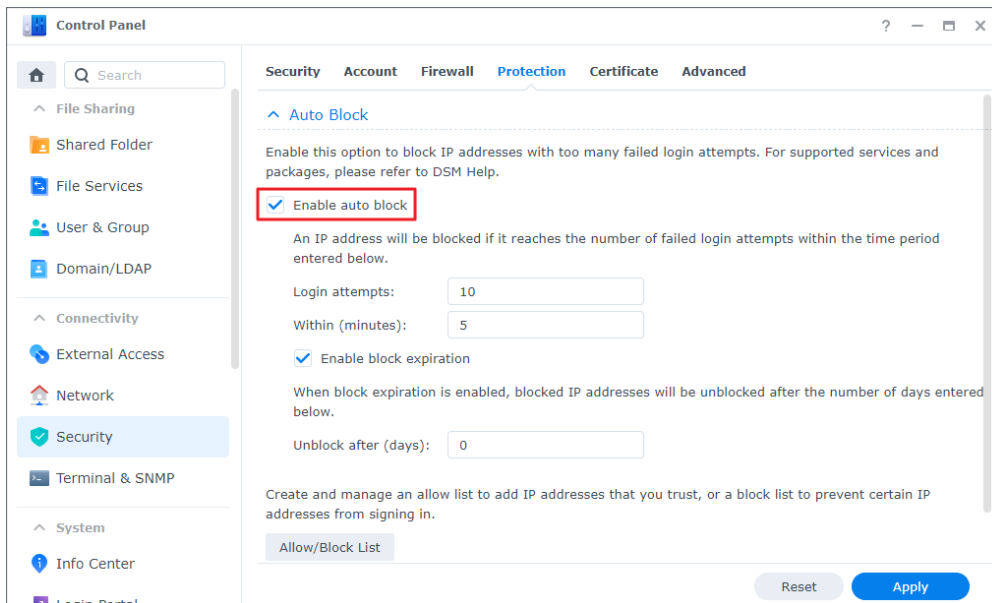 Control Panel
?
Search
File Sharing
Shared Folder
File Services
User & Group
Domain/LDAP
Connectivity
External Access
Network
Security
Terminal & SNMP
System
Info Center
Login Portal
Security Account Firewall Protection Certificate Advanced
Auto Block
Enable this option to block IP addresses with too many failed login attempts. For supported services and
packages, please refer to DSM Help.
Enable auto block
An IP address will be blocked if it reaches the number of failed login attempts within the time period
entered below.
Login attempts: 10
Within (minutes): 5
Enable block expiration
When block expiration is enabled, blocked IP addresses will be unblocked after the number of days entered
below.
Unblock after (days): 0
Create and manage an allow list to add IP addresses that you trust, or a block list to prevent certain IP
addresses from signing in.
Allow/Block List
Reset Apply